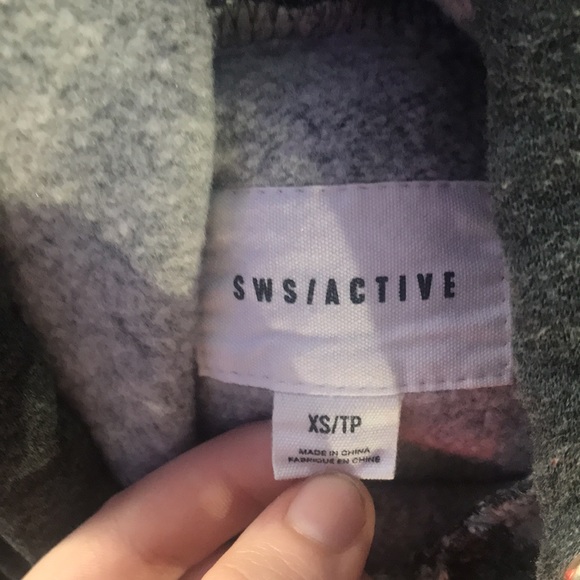 SWS/ACTIVE
XS/TP
MADE IN CHINA
FABRIQUÉ EN CHINE